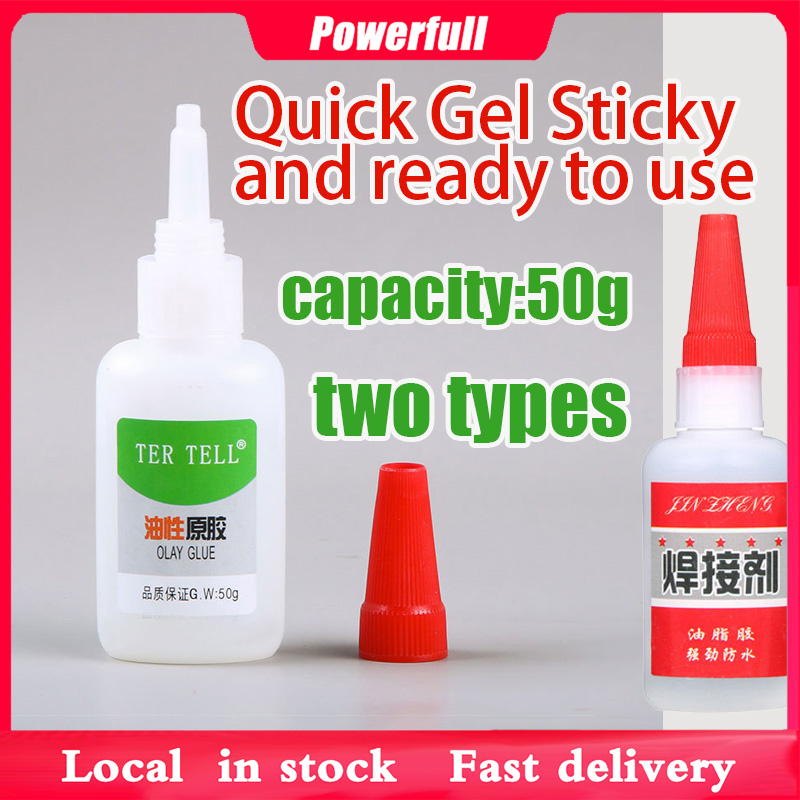 Powerfull
Quick Gel Sticky
and ready to use
capacity:50g
two types
TER TELL®
油性原胶
OLAY GLUE
品质保证G.W:50g
JINZHENG
★★★★★
焊接剂
油脂胶
强劲防水
Local in stock Fast delivery